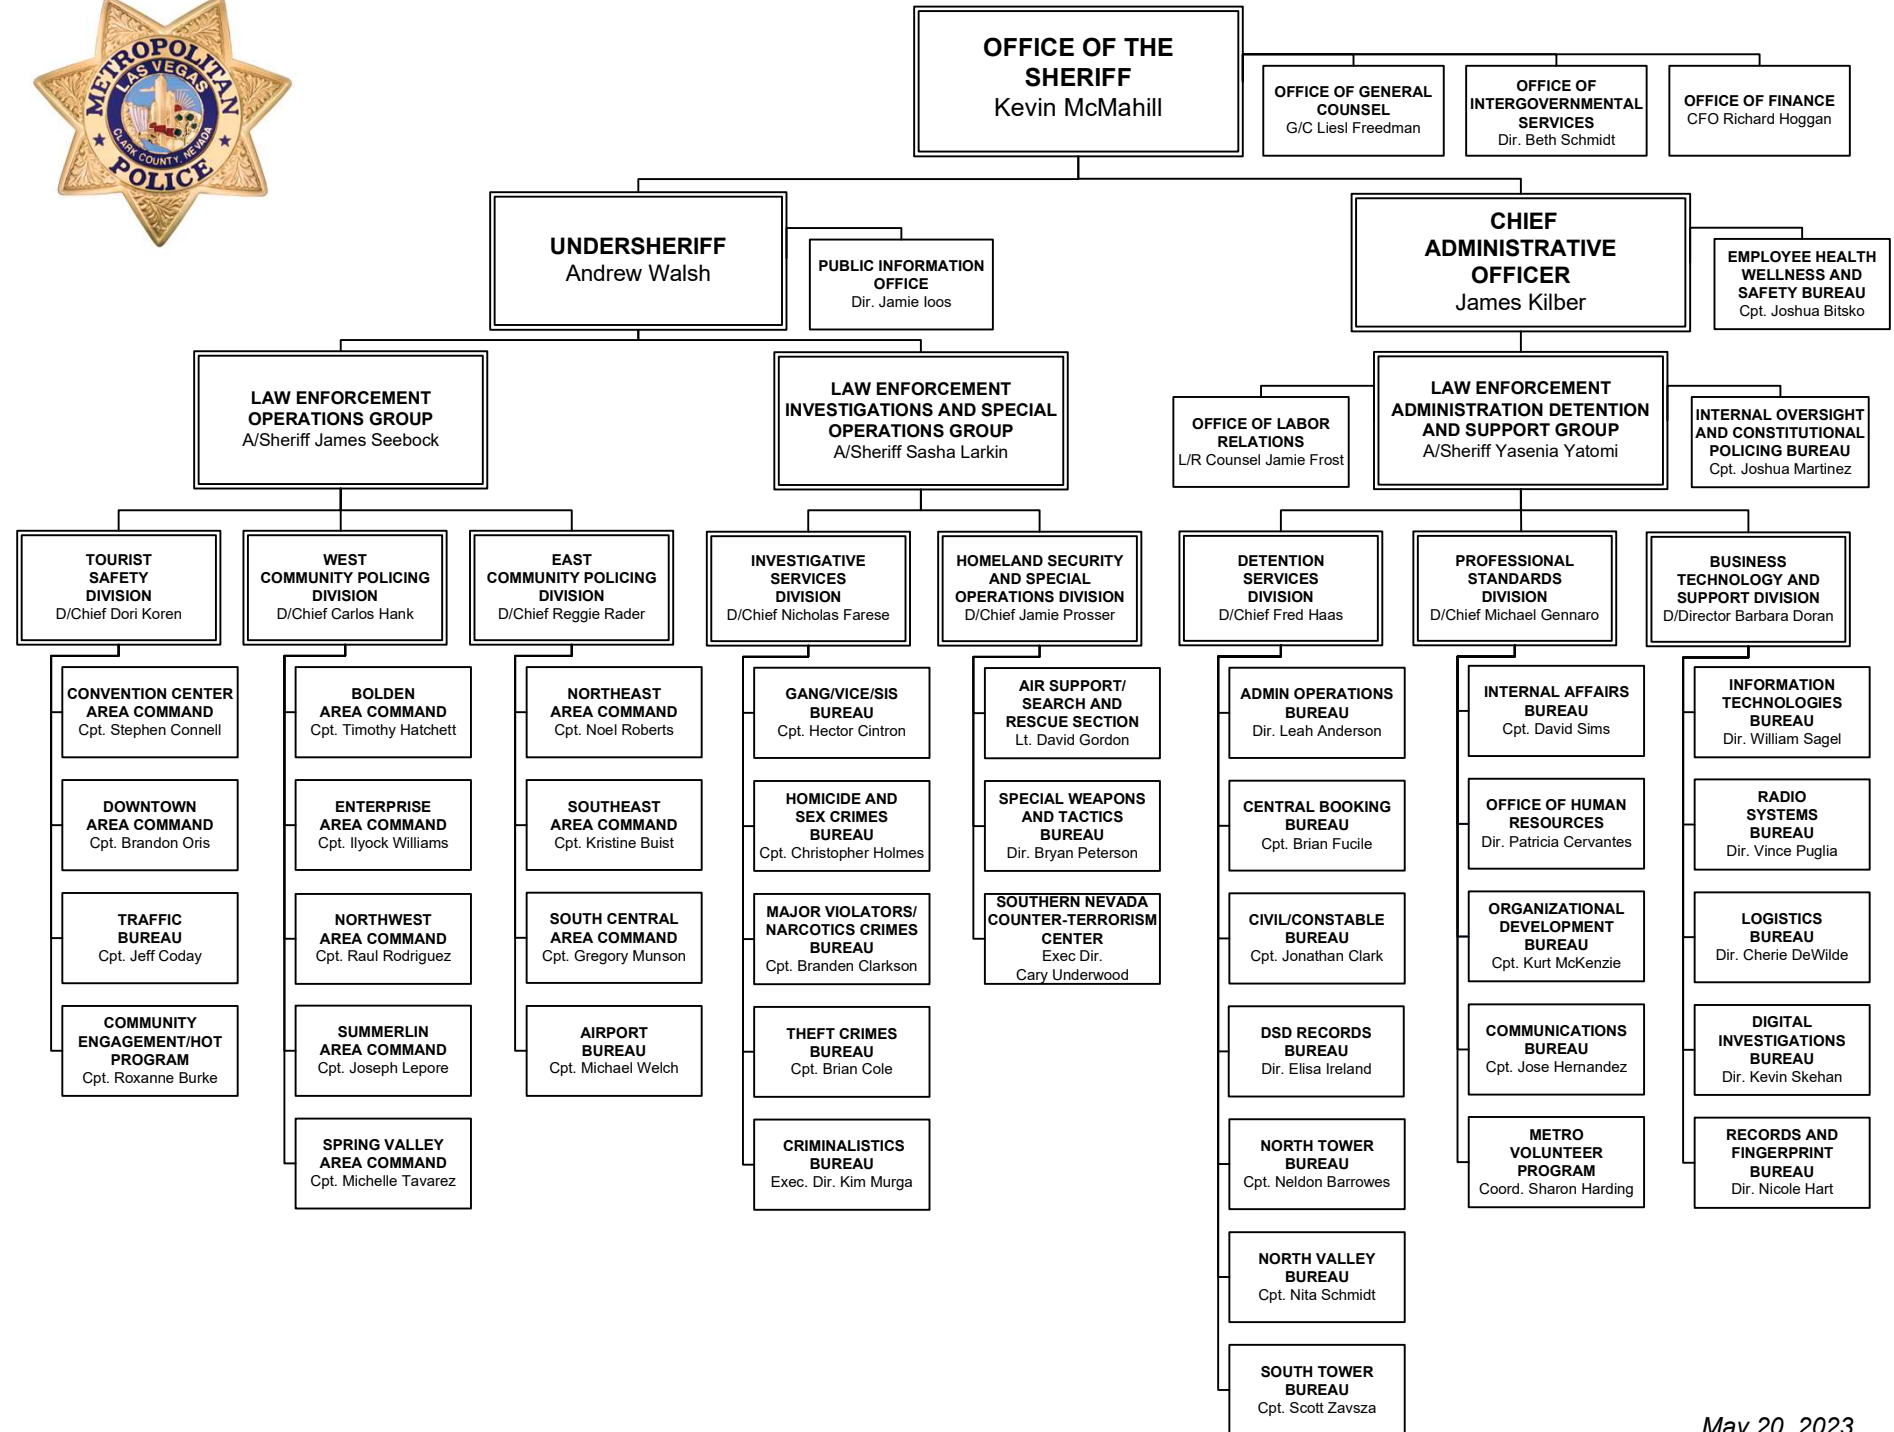 METROPOLITAN
LAS VEGAS
CLARK COUNTY, NEVADA
POLICE
OFFICE OF THE
SHERIFF
Kevin McMahill
OFFICE OF GENERAL
COUNSEL
G/C Liesl Freedman
OFFICE OF
INTERGOVERNMENTAL
SERVICES
Dir. Beth Schmidt
OFFICE OF FINANCE
CFO Richard Hoggan
UNDERSHERIFF
Andrew Walsh
PUBLIC INFORMATION
OFFICE
Dir. Jamie Ioos
CHIEF
ADMINISTRATIVE
OFFICER
James Kilber
EMPLOYEE HEALTH
WELLNESS AND
SAFETY BUREAU
Cpt. Joshua Bitsko
LAW ENFORCEMENT
OPERATIONS GROUP
A/Sheriff James Seebock
LAW ENFORCEMENT
INVESTIGATIONS AND SPECIAL
OPERATIONS GROUP
A/Sheriff Sasha Larkin
OFFICE OF LABOR
RELATIONS
L/R Counsel Jamie Frost
LAW ENFORCEMENT
ADMINISTRATION DETENTION
AND SUPPORT GROUP
A/Sheriff Yasenia Yatomi
INTERNAL OVERSIGHT
AND CONSTITUTIONAL
POLICING BUREAU
Cpt. Joshua Martinez
TOURIST
SAFETY
DIVISION
D/Chief Dori Koren
WEST
COMMUNITY POLICING
DIVISION
D/Chief Carlos Hank
EAST
COMMUNITY POLICING
DIVISION
D/Chief Reggie Rader
INVESTIGATIVE
SERVICES
DIVISION
D/Chief Nicholas Farese
HOMELAND SECURITY
AND SPECIAL
OPERATIONS DIVISION
D/Chief Jamie Prosser
DETENTION
SERVICES
DIVISION
D/Chief Fred Haas
PROFESSIONAL
STANDARDS
DIVISION
D/Chief Michael Gennaro
BUSINESS
TECHNOLOGY AND
SUPPORT DIVISION
D/Director Barbara Doran
CONVENTION CENTER
AREA COMMAND
Cpt. Stephen Connell
DOWNTOWN
AREA COMMAND
Cpt. Brandon Oris
TRAFFIC
BUREAU
Cpt. Jeff Coday
COMMUNITY
ENGAGEMENT/HOT
PROGRAM
Cpt. Roxanne Burke
BOLDEN
AREA COMMAND
Cpt. Timothy Hatchett
ENTERPRISE
AREA COMMAND
Cpt. Ilyock Williams
NORTHWEST
AREA COMMAND
Cpt. Raul Rodriguez
SUMMERLIN
AREA COMMAND
Cpt. Joseph Lepore
SPRING VALLEY
AREA COMMAND
Cpt. Michelle Tavarez
NORTHEAST
AREA COMMAND
Cpt. Noel Roberts
SOUTHEAST
AREA COMMAND
Cpt. Kristine Buist
SOUTH CENTRAL
AREA COMMAND
Cpt. Gregory Munson
AIRPORT
BUREAU
Cpt. Michael Welch
GANG/VICE/SIS
BUREAU
Cpt. Hector Cintron
HOMICIDE AND
SEX CRIMES
BUREAU
Cpt. Christopher Holmes
MAJOR VIOLATORS/
NARCOTICS CRIMES
BUREAU
Cpt. Branden Clarkson
THEFT CRIMES
BUREAU
Cpt. Brian Cole
CRIMINALISTICS
BUREAU
Exec. Dir. Kim Murga
AIR SUPPORT/
SEARCH AND
RESCUE SECTION
Lt. David Gordon
SPECIAL WEAPONS
AND TACTICS
BUREAU
Dir. Bryan Peterson
SOUTHERN NEVADA
COUNTER-TERRORISM
CENTER
Exec Dir.
Cary Underwood
ADMIN OPERATIONS
BUREAU
Dir. Leah Anderson
CENTRAL BOOKING
BUREAU
Cpt. Brian Fucile
CIVIL/CONSTABLE
BUREAU
Cpt. Jonathan Clark
DSD RECORDS
BUREAU
Dir. Elisa Ireland
NORTH TOWER
BUREAU
Cpt. Neldon Barrowes
NORTH VALLEY
BUREAU
Cpt. Nita Schmidt
SOUTH TOWER
BUREAU
Cpt. Scott Zavsza
INTERNAL AFFAIRS
BUREAU
Cpt. David Sims
OFFICE OF HUMAN
RESOURCES
Dir. Patricia Cervantes
ORGANIZATIONAL
DEVELOPMENT
BUREAU
Cpt. Kurt McKenzie
COMMUNICATIONS
BUREAU
Cpt. Jose Hernandez
METRO
VOLUNTEER
PROGRAM
Coord. Sharon Harding
INFORMATION
TECHNOLOGIES
BUREAU
Dir. William Sagel
RADIO
SYSTEMS
BUREAU
Dir. Vince Puglia
LOGISTICS
BUREAU
Dir. Cherie DeWilde
DIGITAL
INVESTIGATIONS
BUREAU
Dir. Kevin Skehan
RECORDS AND
FINGERPRINT
BUREAU
Dir. Nicole Hart
May 20, 2023